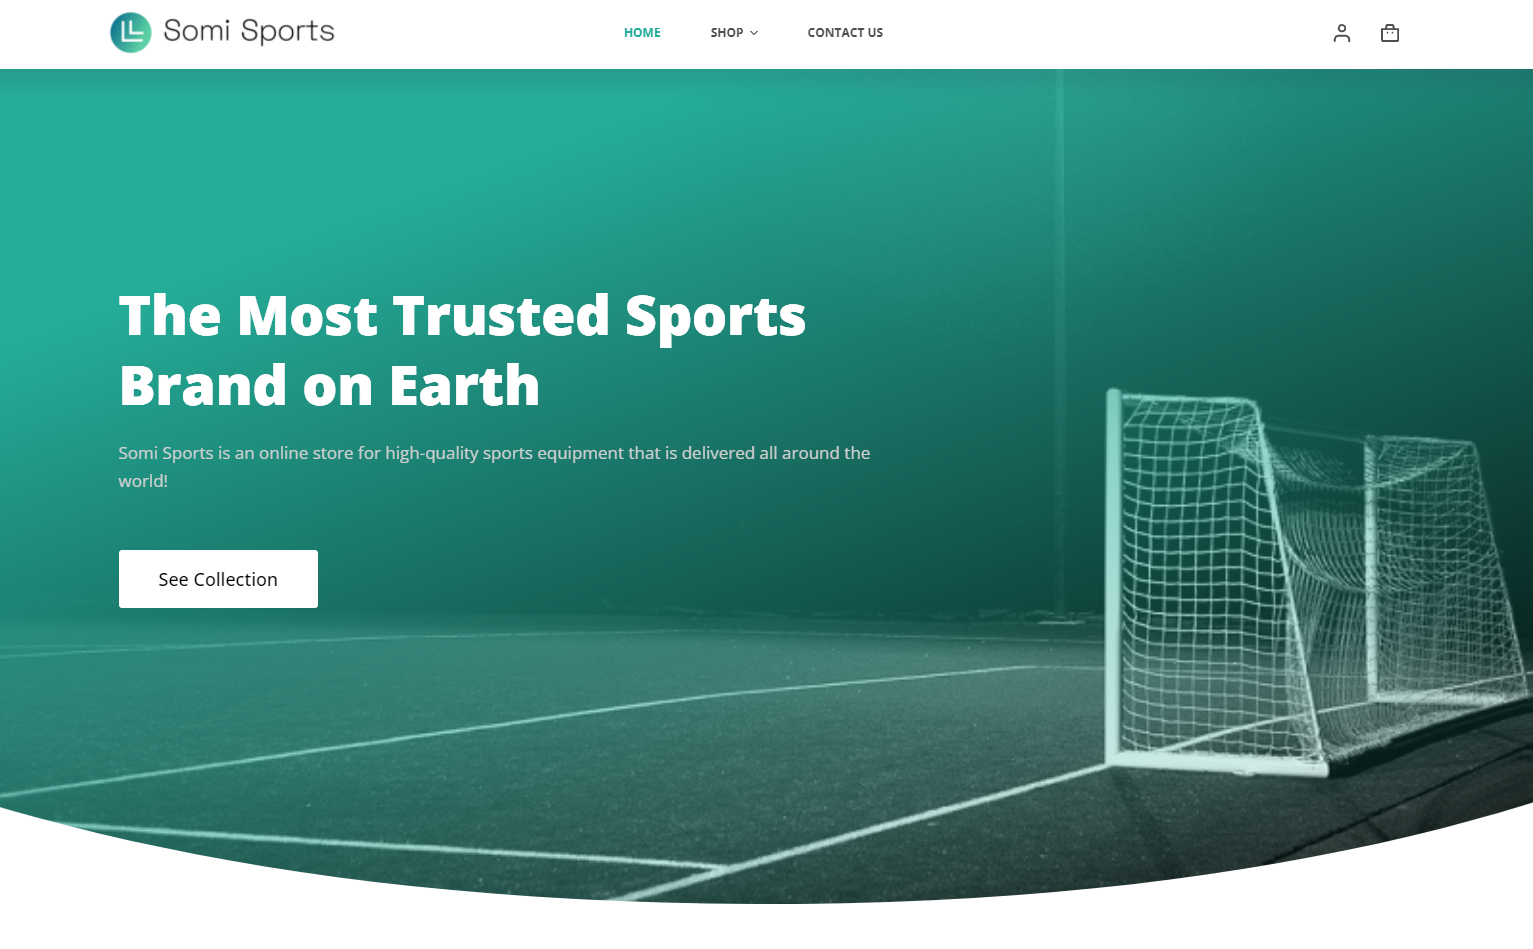 Somi Sports
HOME
SHOP
CONTACT US
The Most Trusted Sports
Brand on Earth
Somi Sports is an online store for high-quality sports equipment that is delivered all around the
world!
See Collection